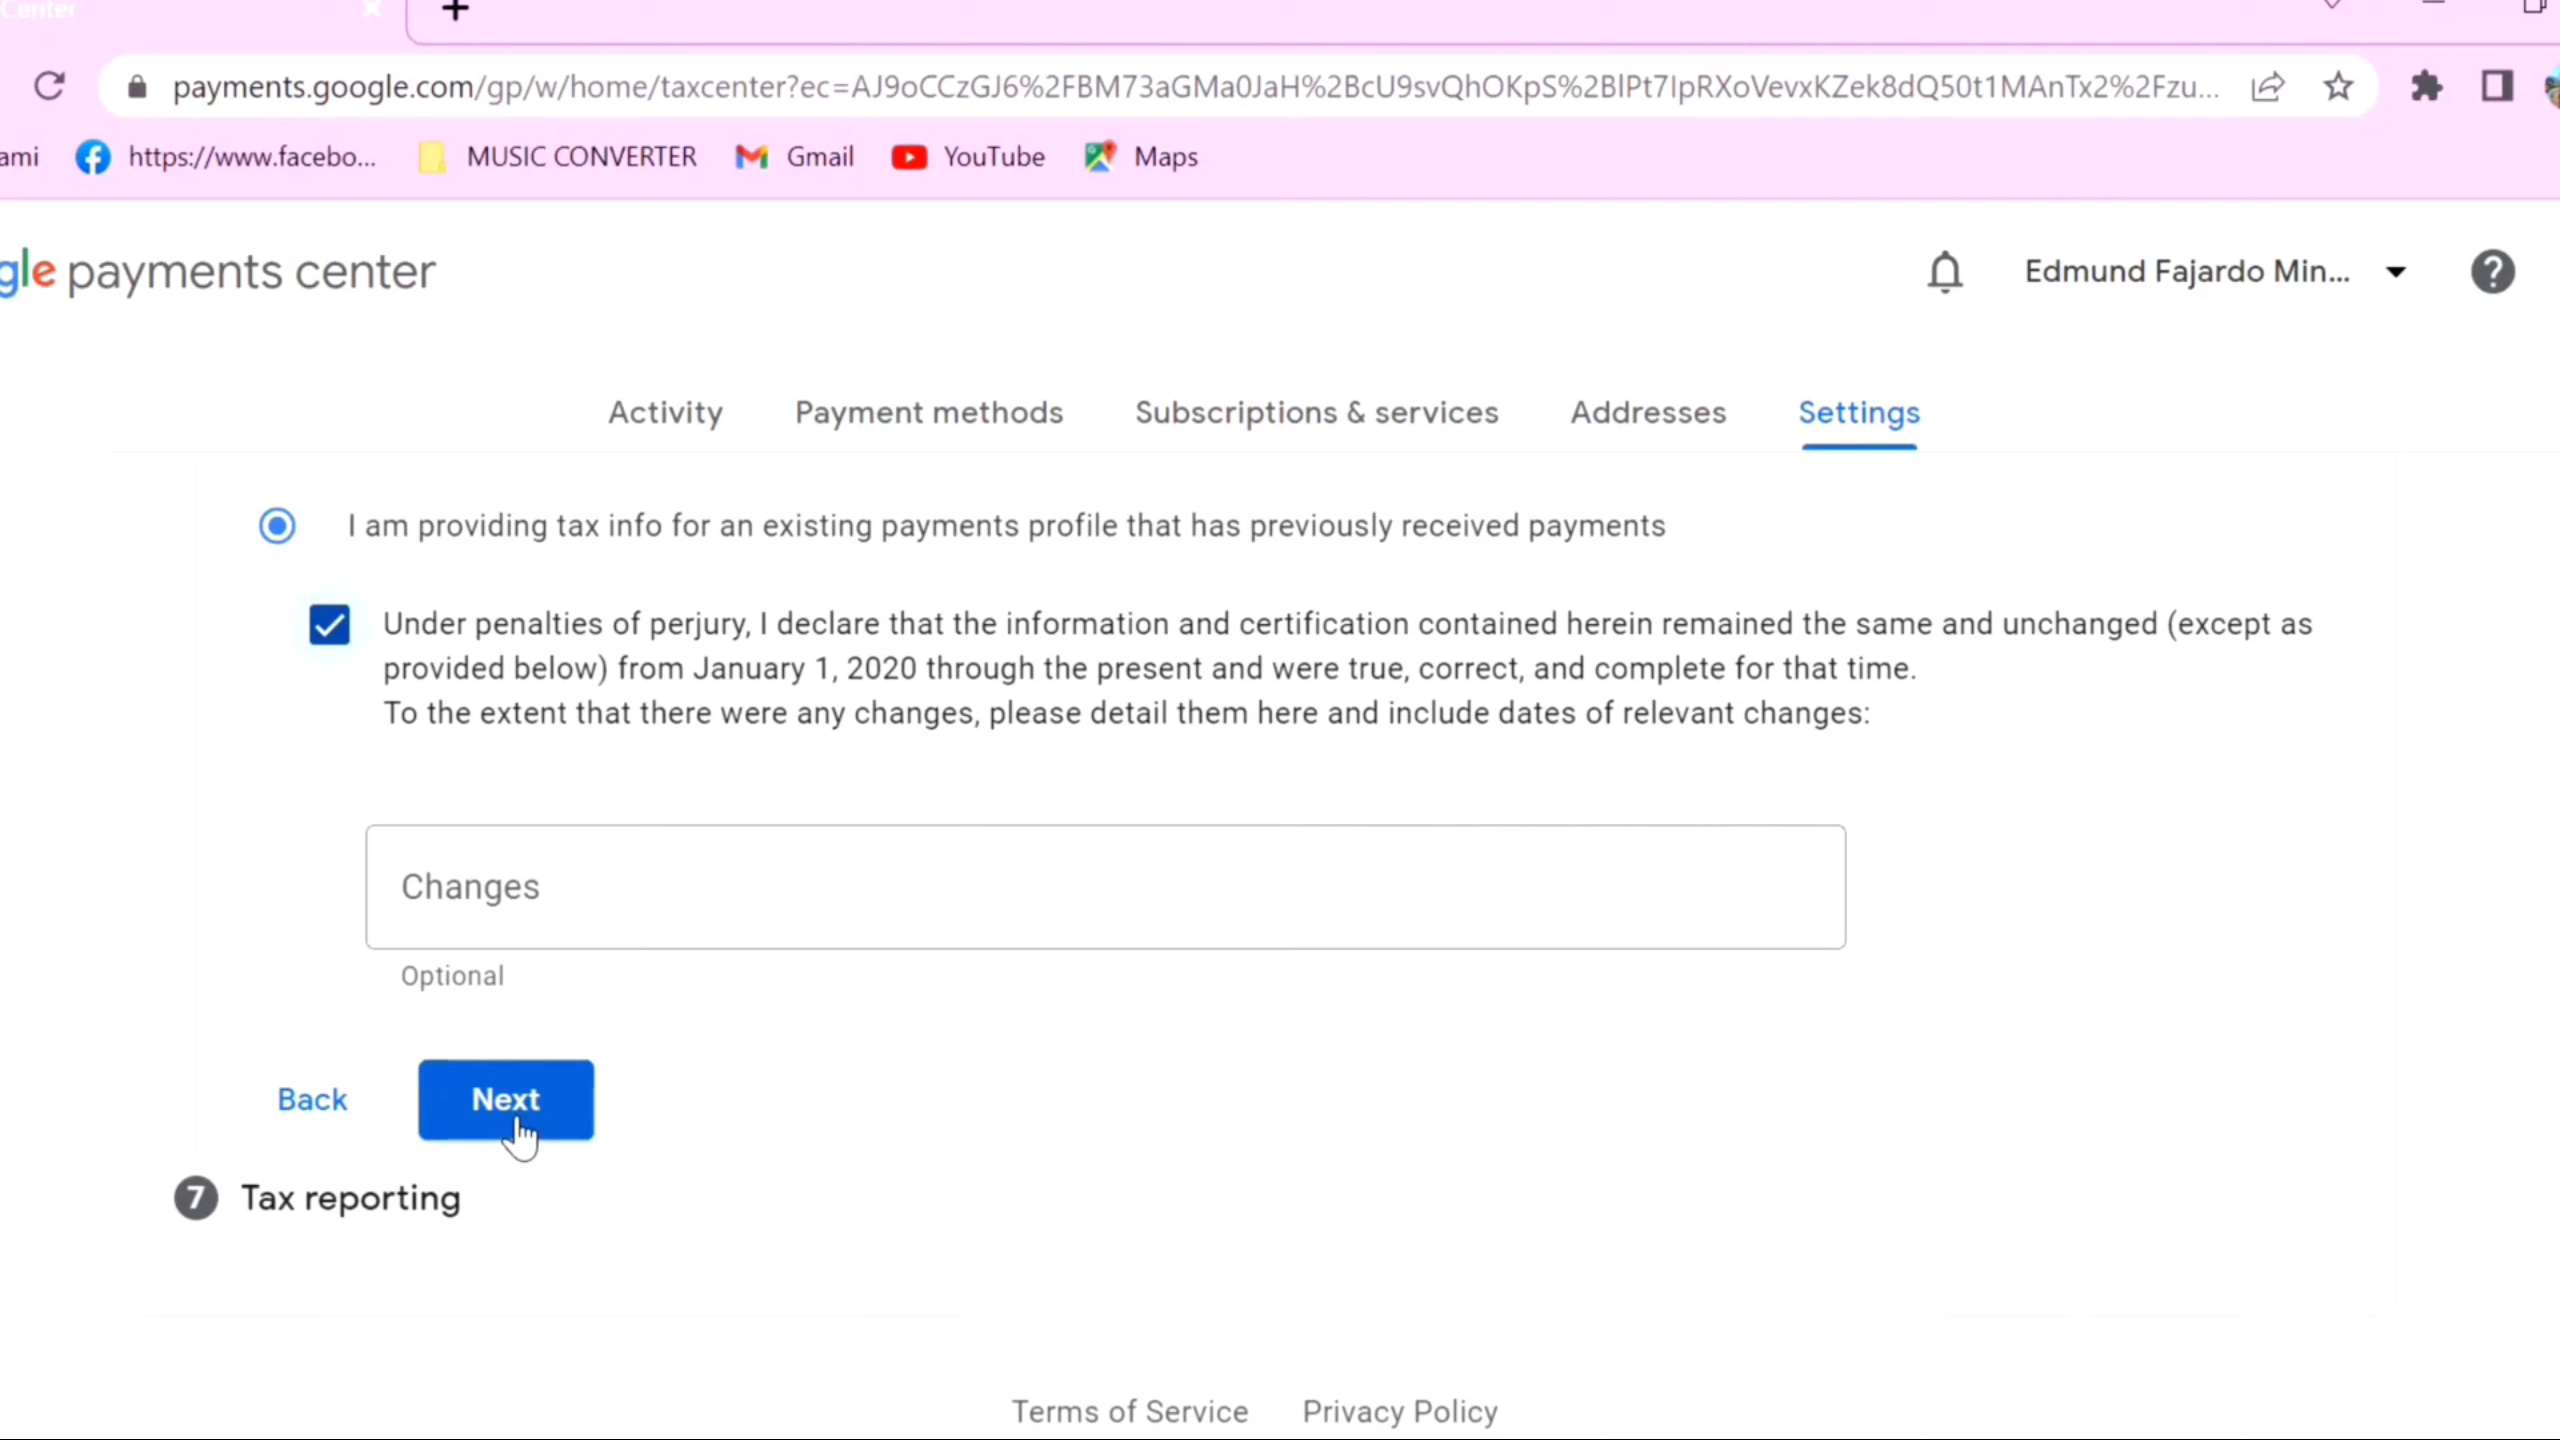 Center
payments.google.com/gp/w/home/taxcenter?ec=AJ9oCCzGJ6%2FBM73aGMa0JaH%2BcU9svQhOKpS%2BlPt7IpRXoVevxKZek8dQ50t1MAnTx2%2Fzu...
ami https://www.facebo... MUSIC CONVERTER Gmail YouTube Maps
gle payments center Edmund Fajardo Min... ?
Activity Payment methods Subscriptions & services Addresses Settings
I am providing tax info for an existing payments profile that has previously received payments
Under penalties of perjury, I declare that the information and certification contained herein remained the same and unchanged (except as
provided below) from January 1, 2020 through the present and were true, correct, and complete for that time.
To the extent that there were any changes, please detail them here and include dates of relevant changes:
Changes
Optional
Back Next
7 Tax reporting
Terms of Service Privacy Policy